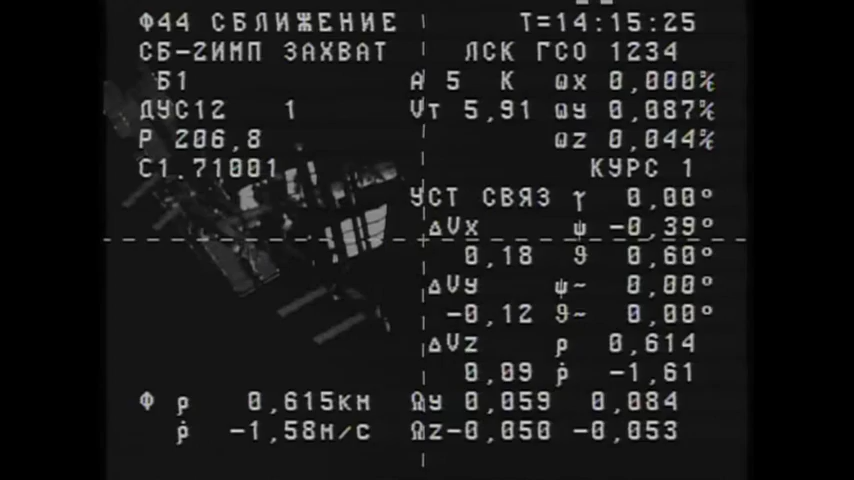 Ф44 СБЛИЖЕНИЕ T=14:15:25
СБ-2ИМП ЗАХВАТ ЛСК ГСО 1234
Б1 А 5 К ωx 0,000%
ДУС12 1 Vт 5,91 ωy 0,087%
Р 206,8 ωz 0,044%
С1.71001 КУРС 1
УСТ СВЯЗ γ 0,00°
ΔVx ψ -0,39°
0,18 ϑ 0,60°
ΔVy ψ~ 0,00°
-0,12 ϑ~ 0,00°
ΔVz ρ 0,614
0,09 ρ̇ -1,61
Ф ρ 0,615км Ωy 0,059 0,084
ρ̇ -1,58м/с Ωz-0,050 -0,053